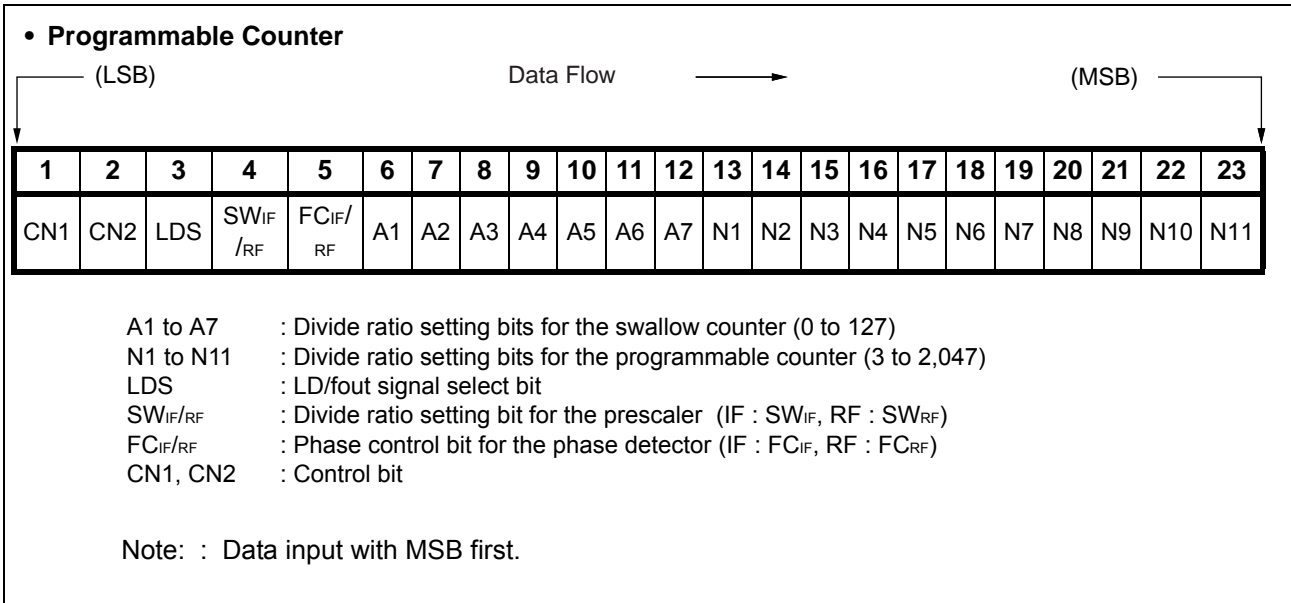 • Programmable Counter
(LSB) Data Flow (MSB)
1 2 3 4 5 6 7 8 9 10 11 12 13 14 15 16 17 18 19 20 21 22 23
CN1 CN2 LDS SWIF/RF FCIF/RF A1 A2 A3 A4 A5 A6 A7 N1 N2 N3 N4 N5 N6 N7 N8 N9 N10 N11
A1 to A7 : Divide ratio setting bits for the swallow counter (0 to 127)
N1 to N11 : Divide ratio setting bits for the programmable counter (3 to 2,047)
LDS : LD/fout signal select bit
SWIF/RF : Divide ratio setting bit for the prescaler (IF : SWIF, RF : SWRF)
FCIF/RF : Phase control bit for the phase detector (IF : FCIF, RF : FCRF)
CN1, CN2 : Control bit
Note: : Data input with MSB first.